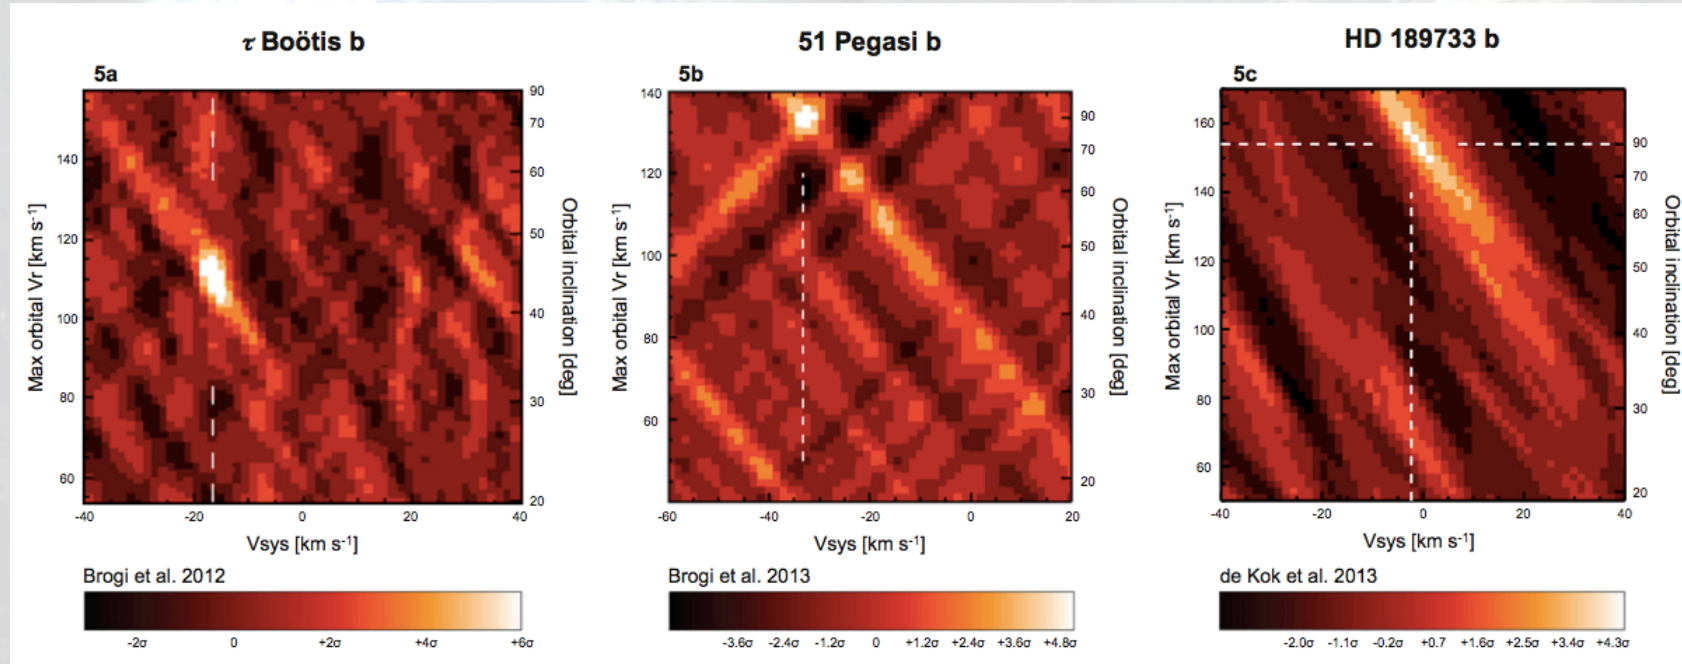 τ Boötis b
5a
Max orbital Vr [km s-1]
140
120
100
80
60
90
70
60
50
40
30
20
Orbital inclination [deg]
-40 -20 0 20 40
Vsys [km s-1]
Brogi et al. 2012
-2σ 0 +2σ +4σ +6σ
51 Pegasi b
5b
Max orbital Vr [km s-1]
140
120
100
80
60
90
70
60
50
40
30
20
Orbital inclination [deg]
-60 -40 -20 0 20
Vsys [km s-1]
Brogi et al. 2013
-3.6σ -2.4σ -1.2σ 0 +1.2σ +2.4σ +3.6σ +4.8σ
HD 189733 b
5c
Max orbital Vr [km s-1]
160
140
120
100
80
60
90
70
60
50
40
30
20
Orbital inclination [deg]
-40 -20 0 20 40
Vsys [km s-1]
de Kok et al. 2013
-2.0σ -1.1σ -0.2σ +0.7 +1.6σ +2.5σ +3.4σ +4.3σ